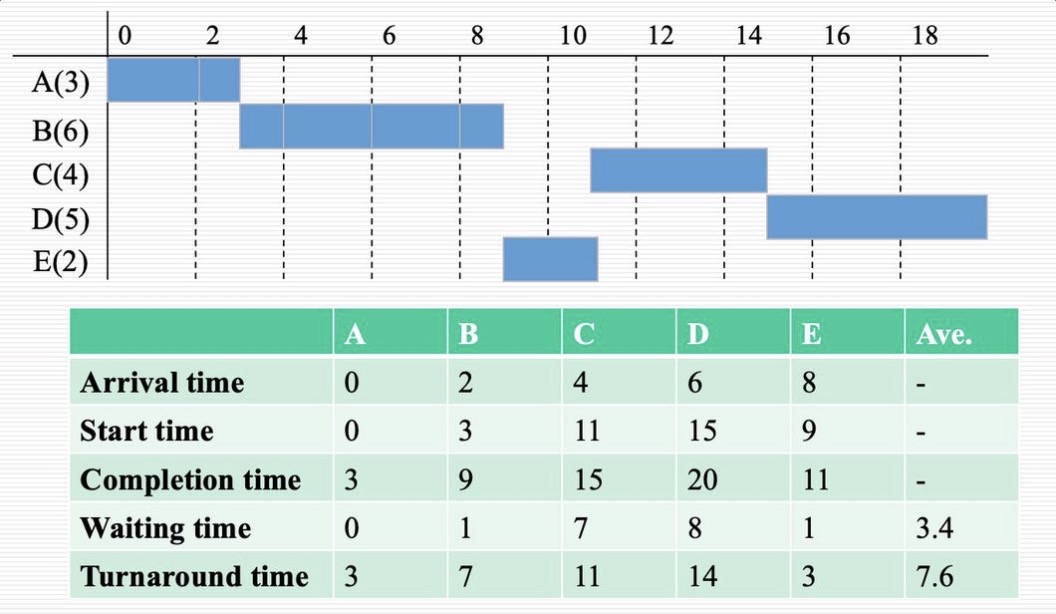 0 2 4 6 8 10 12 14 16 18
A(3)
B(6)
C(4)
D(5)
E(2)
A B C D E Ave.
Arrival time 0 2 4 6 8 -
Start time 0 3 11 15 9 -
Completion time 3 9 15 20 11 -
Waiting time 0 1 7 8 1 3.4
Turnaround time 3 7 11 14 3 7.6